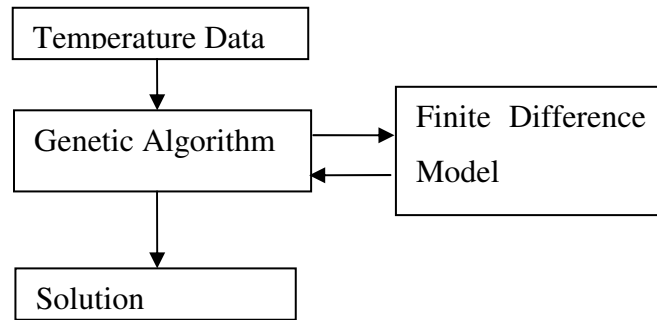 Temperature Data
Genetic Algorithm
Finite Difference
Model
Solution